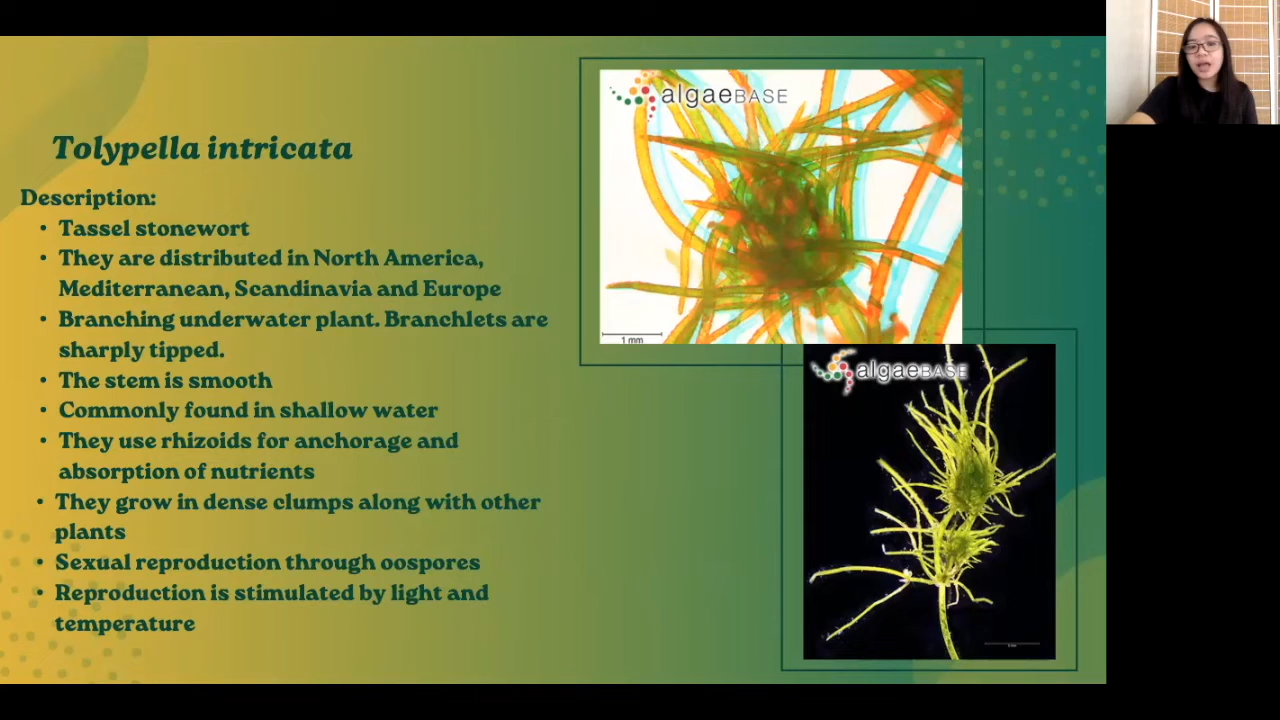 Tolypella intricata
Description:
• Tassel stonewort
• They are distributed in North America,
Mediterranean, Scandinavia and Europe
• Branching underwater plant. Branchlets are
sharply tipped.
• The stem is smooth
• Commonly found in shallow water
• They use rhizoids for anchorage and
absorption of nutrients
• They grow in dense clumps along with other
plants
• Sexual reproduction through oospores
• Reproduction is stimulated by light and
temperature
algaeBASE
1 mm
algaeBASE